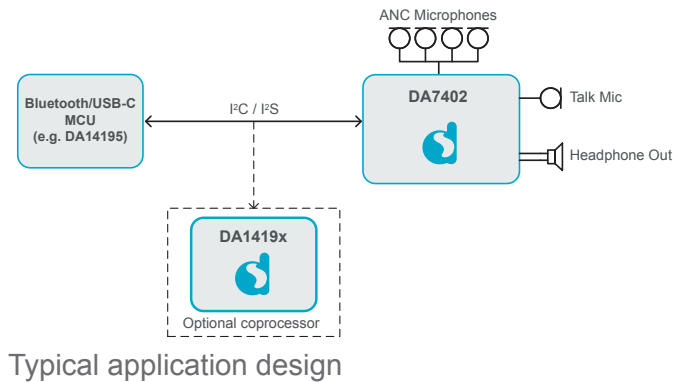 ANC Microphones
Bluetooth/USB-C
MCU
(e.g. DA14195)
I²C / I²S
DA7402
Talk Mic
Headphone Out
DA1419x
Optional coprocessor
Typical application design